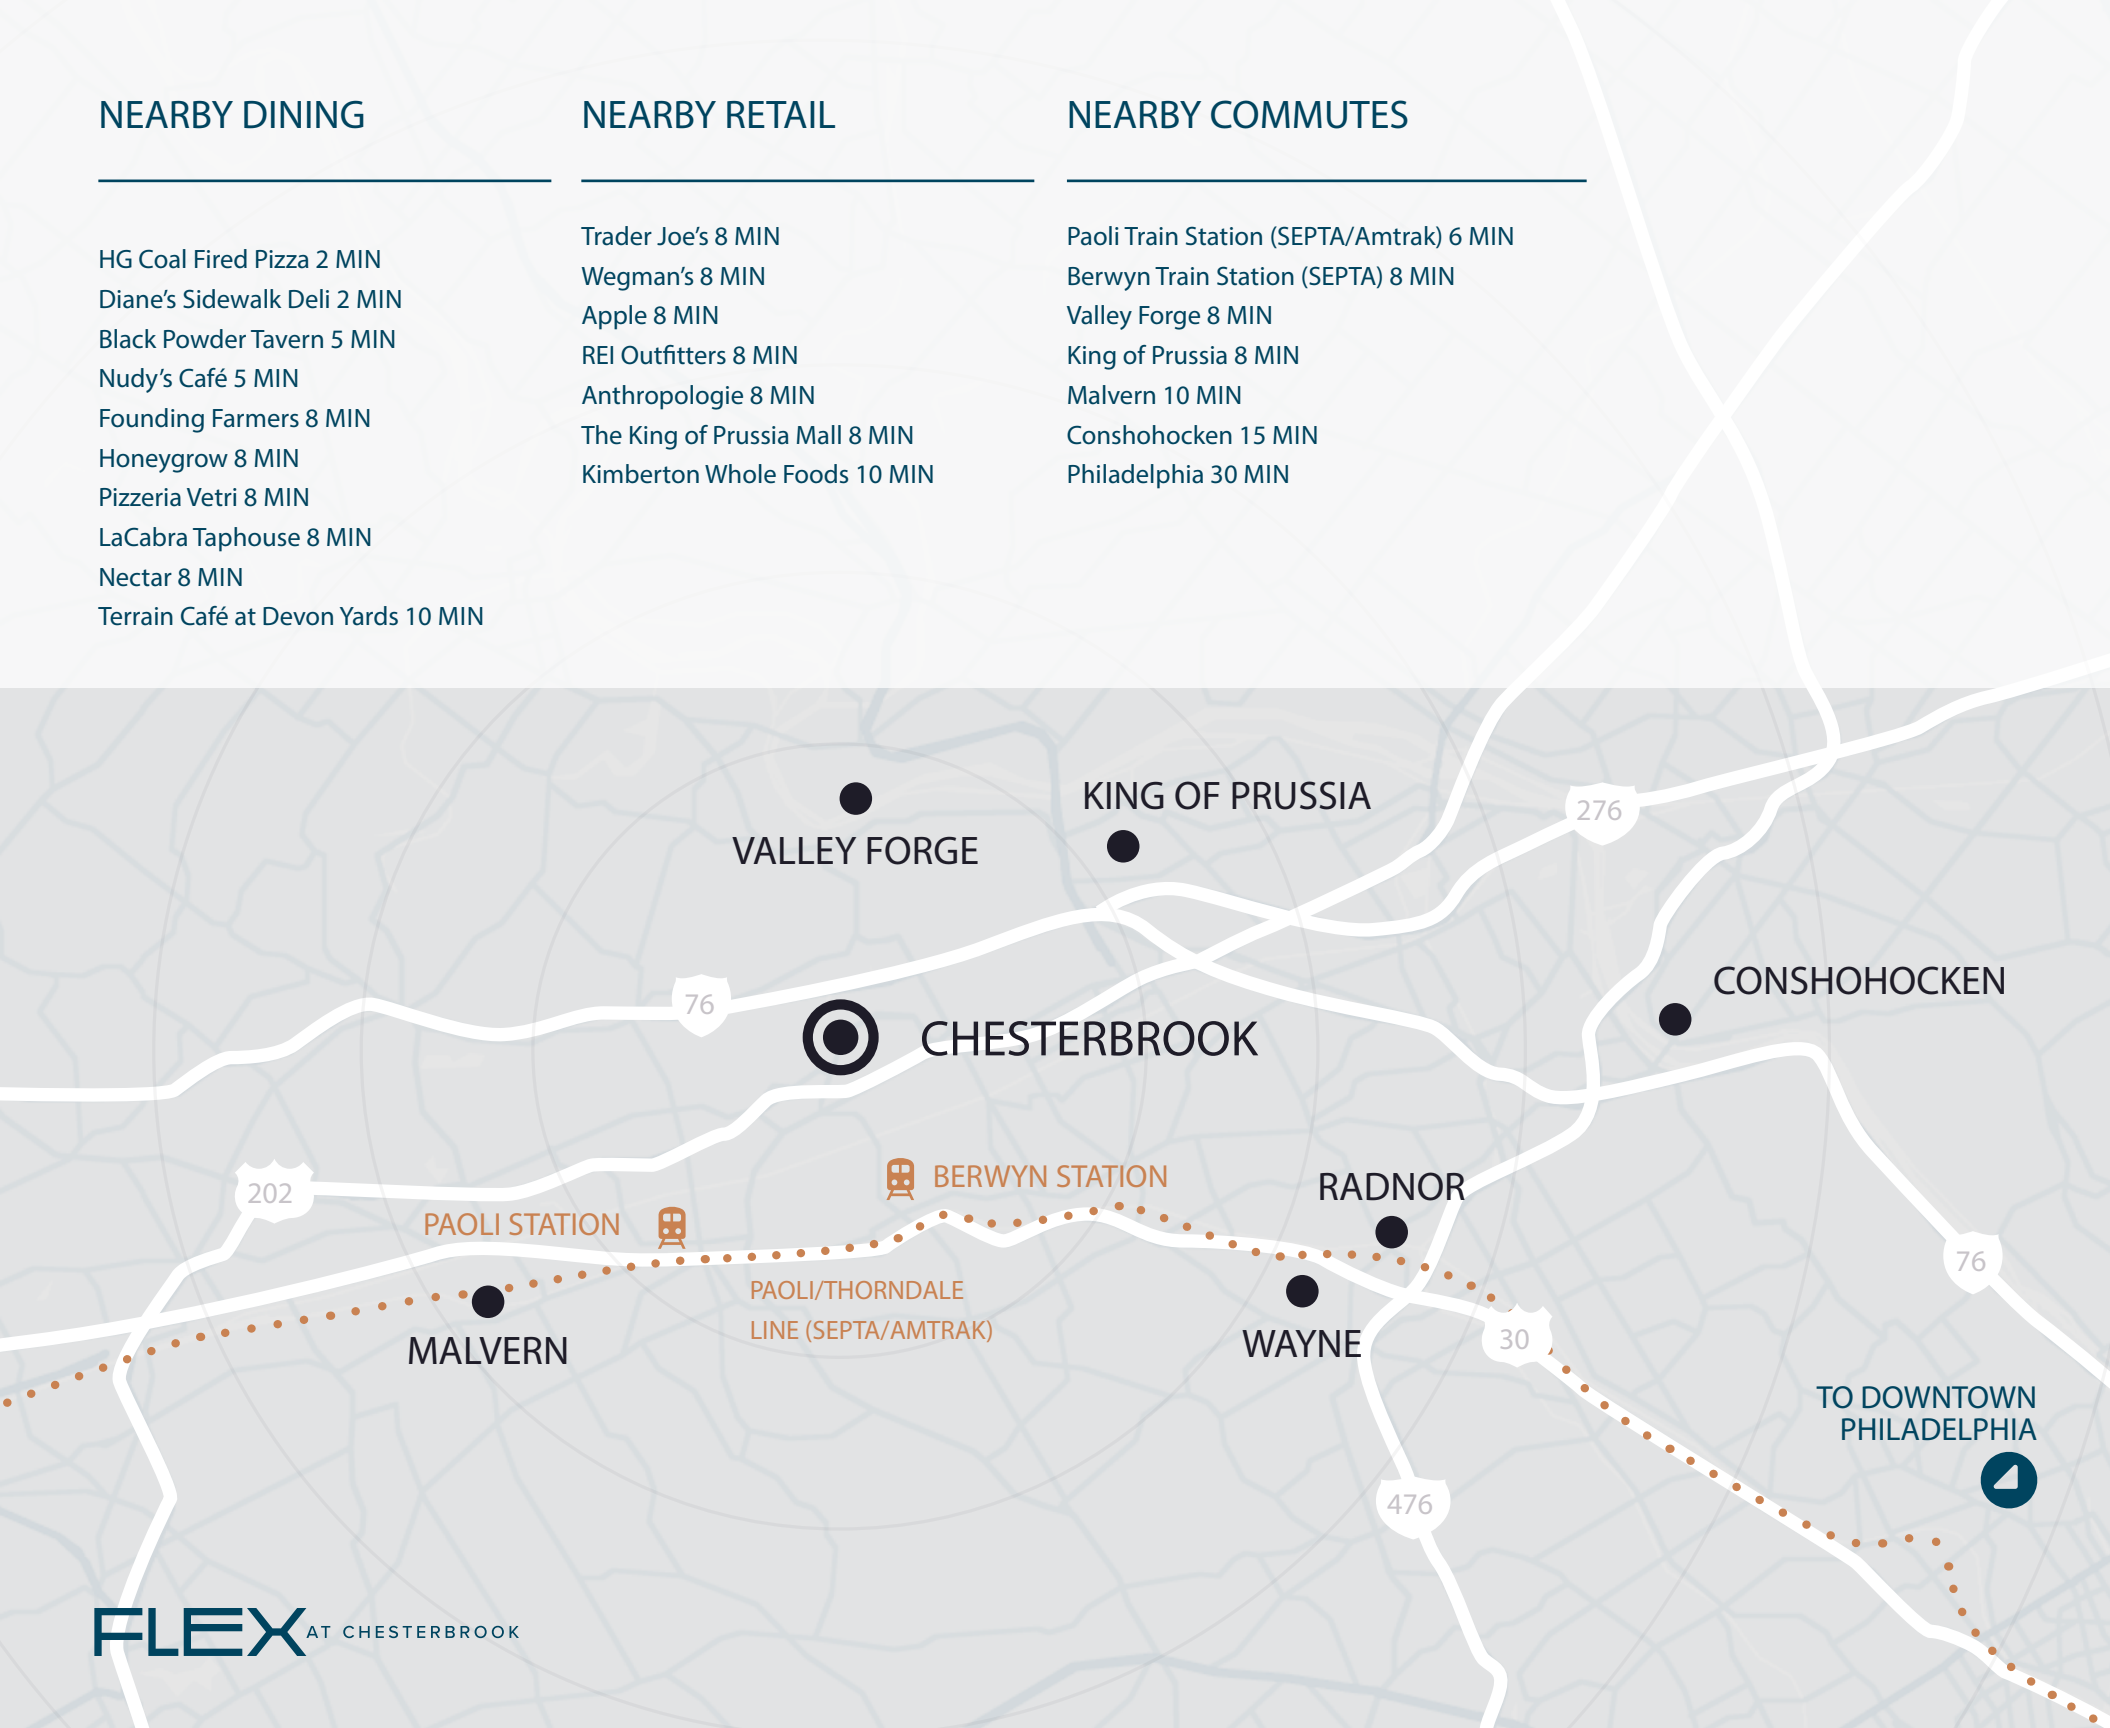 NEARBY DINING
HG Coal Fired Pizza 2 MIN
Diane’s Sidewalk Deli 2 MIN
Black Powder Tavern 5 MIN
Nudy’s Café 5 MIN
Founding Farmers 8 MIN
Honeygrow 8 MIN
Pizzeria Vetri 8 MIN
LaCabra Taphouse 8 MIN
Nectar 8 MIN
Terrain Café at Devon Yards 10 MIN
NEARBY RETAIL
Trader Joe’s 8 MIN
Wegman’s 8 MIN
Apple 8 MIN
REI Outfitters 8 MIN
Anthropologie 8 MIN
The King of Prussia Mall 8 MIN
Kimberton Whole Foods 10 MIN
NEARBY COMMUTES
Paoli Train Station (SEPTA/Amtrak) 6 MIN
Berwyn Train Station (SEPTA) 8 MIN
Valley Forge 8 MIN
King of Prussia 8 MIN
Malvern 10 MIN
Conshohocken 15 MIN
Philadelphia 30 MIN
KING OF PRUSSIA
276
VALLEY FORGE
CONSHOHOCKEN
76
CHESTERBROOK
202
BERWYN STATION
RADNOR
PAOLI STATION
76
PAOLI/THORNDALE
LINE (SEPTA/AMTRAK)
MALVERN
WAYNE
30
TO DOWNTOWN
PHILADELPHIA
476
FLEX AT CHESTERBROOK